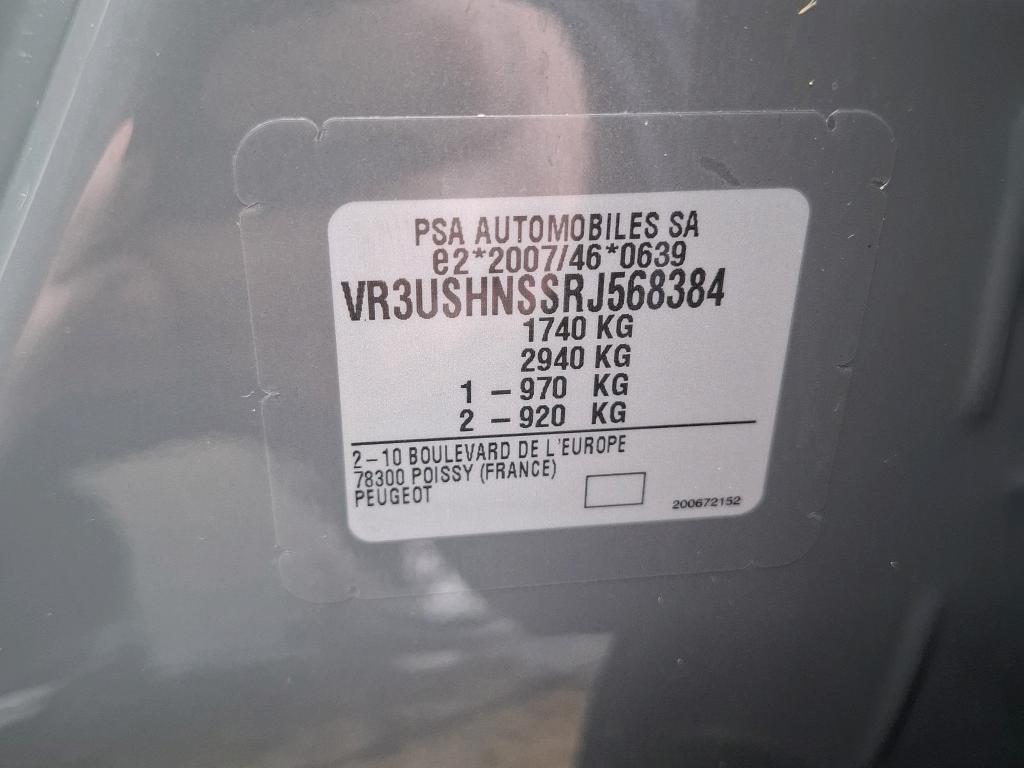 PSA AUTOMOBILES SA
e2*2007/46*0639
VR3USHNSSRJ568384
1740 KG
2940 KG
1 – 970 KG
2 – 920 KG
2–10 BOULEVARD DE L'EUROPE
78300 POISSY (FRANCE)
PEUGEOT
200672152